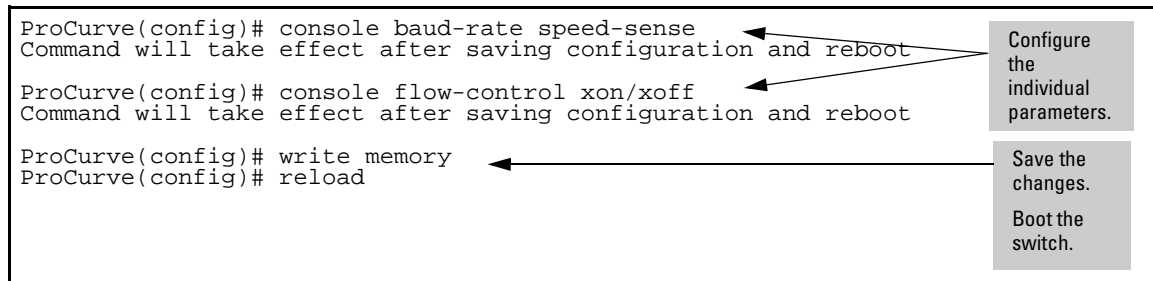 ProCurve(config)# console baud-rate speed-sense
Command will take effect after saving configuration and reboot
ProCurve(config)# console flow-control xon/xoff
Command will take effect after saving configuration and reboot
ProCurve(config)# write memory
ProCurve(config)# reload
Configure
the
individual
parameters.
Save the
changes.
Boot the
switch.